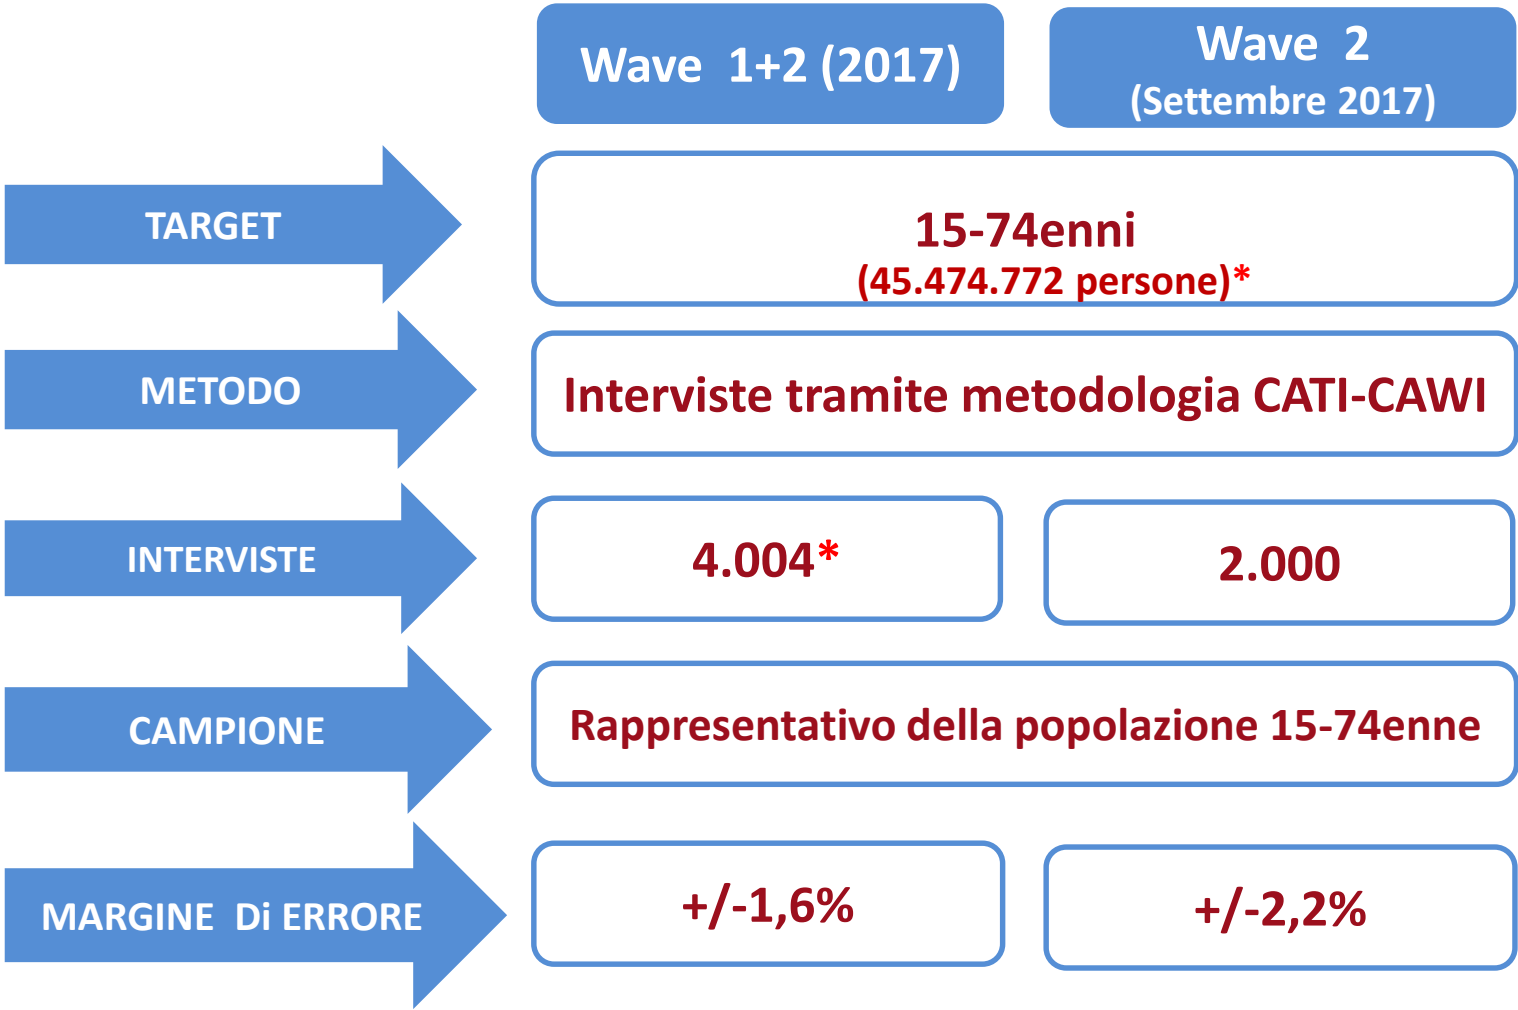 Wave 1+2 (2017)
Wave 2
(Settembre 2017)
TARGET
15-74enni
(45.474.772 persone)*
METODO
Interviste tramite metodologia CATI-CAWI
INTERVISTE
4.004*
2.000
CAMPIONE
Rappresentativo della popolazione 15-74enne
MARGINE Di ERRORE
+/-1,6%
+/-2,2%